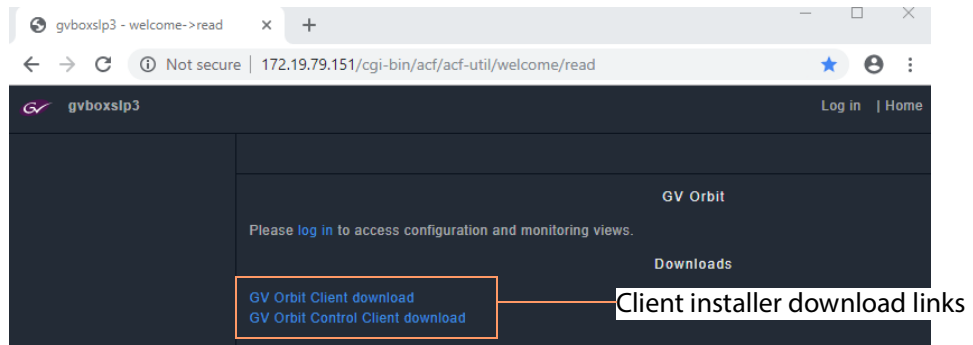 gvboxslp3 - welcome->read
Not secure | 172.19.79.151/cgi-bin/acf/acf-util/welcome/read
GV gvboxslp3 Log in | Home
GV Orbit
Please log in to access configuration and monitoring views.
Downloads
GV Orbit Client download
GV Orbit Control Client download
Client installer download links